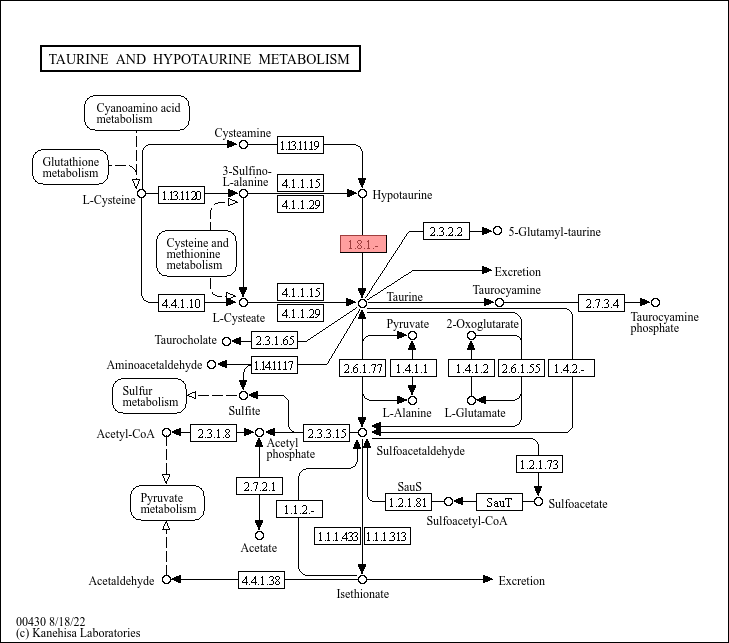 TAURINE AND HYPOTAURINE METABOLISM
Cyanoamino acid
metabolism
Cysteamine
1.13.11.19
Glutathione
metabolism
3-Sulfino-
L-alanine
L-Cysteine
1.13.11.20
4.1.1.15
4.1.1.29
Hypotaurine
Cysteine and
methionine
metabolism
1.8.1.-
2.3.2.2
5-Glutamyl-taurine
Excretion
4.4.1.10
L-Cysteate
4.1.1.15
4.1.1.29
Taurine
Taurocyamine
2.7.3.4
Taurocyamine
phosphate
Taurocholate
2.3.1.65
Pyruvate
2-Oxoglutarate
Aminoacetaldehyde
1.14.11.17
2.6.1.77
1.4.1.1
1.4.1.2
2.6.1.55
1.4.2.-
Sulfur
metabolism
Sulfite
L-Alanine
L-Glutamate
Acetyl-CoA
2.3.1.8
Acetyl
phosphate
2.3.3.15
Sulfoacetaldehyde
1.2.1.73
Pyruvate
metabolism
2.7.2.1
1.1.2.-
SauS
1.2.1.81
SauT
Sulfoacetate
Sulfoacetyl-CoA
Acetate
1.1.1.433
1.1.1.313
Acetaldehyde
4.4.1.38
Isethionate
Excretion
00430 8/18/22
(c) Kanehisa Laboratories